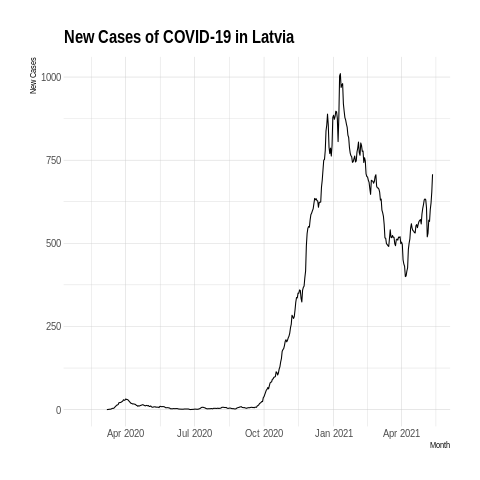 New Cases of COVID-19 in Latvia
New Cases
1000
750
500
250
0
Apr 2020 Jul 2020 Oct 2020 Jan 2021 Apr 2021
Month